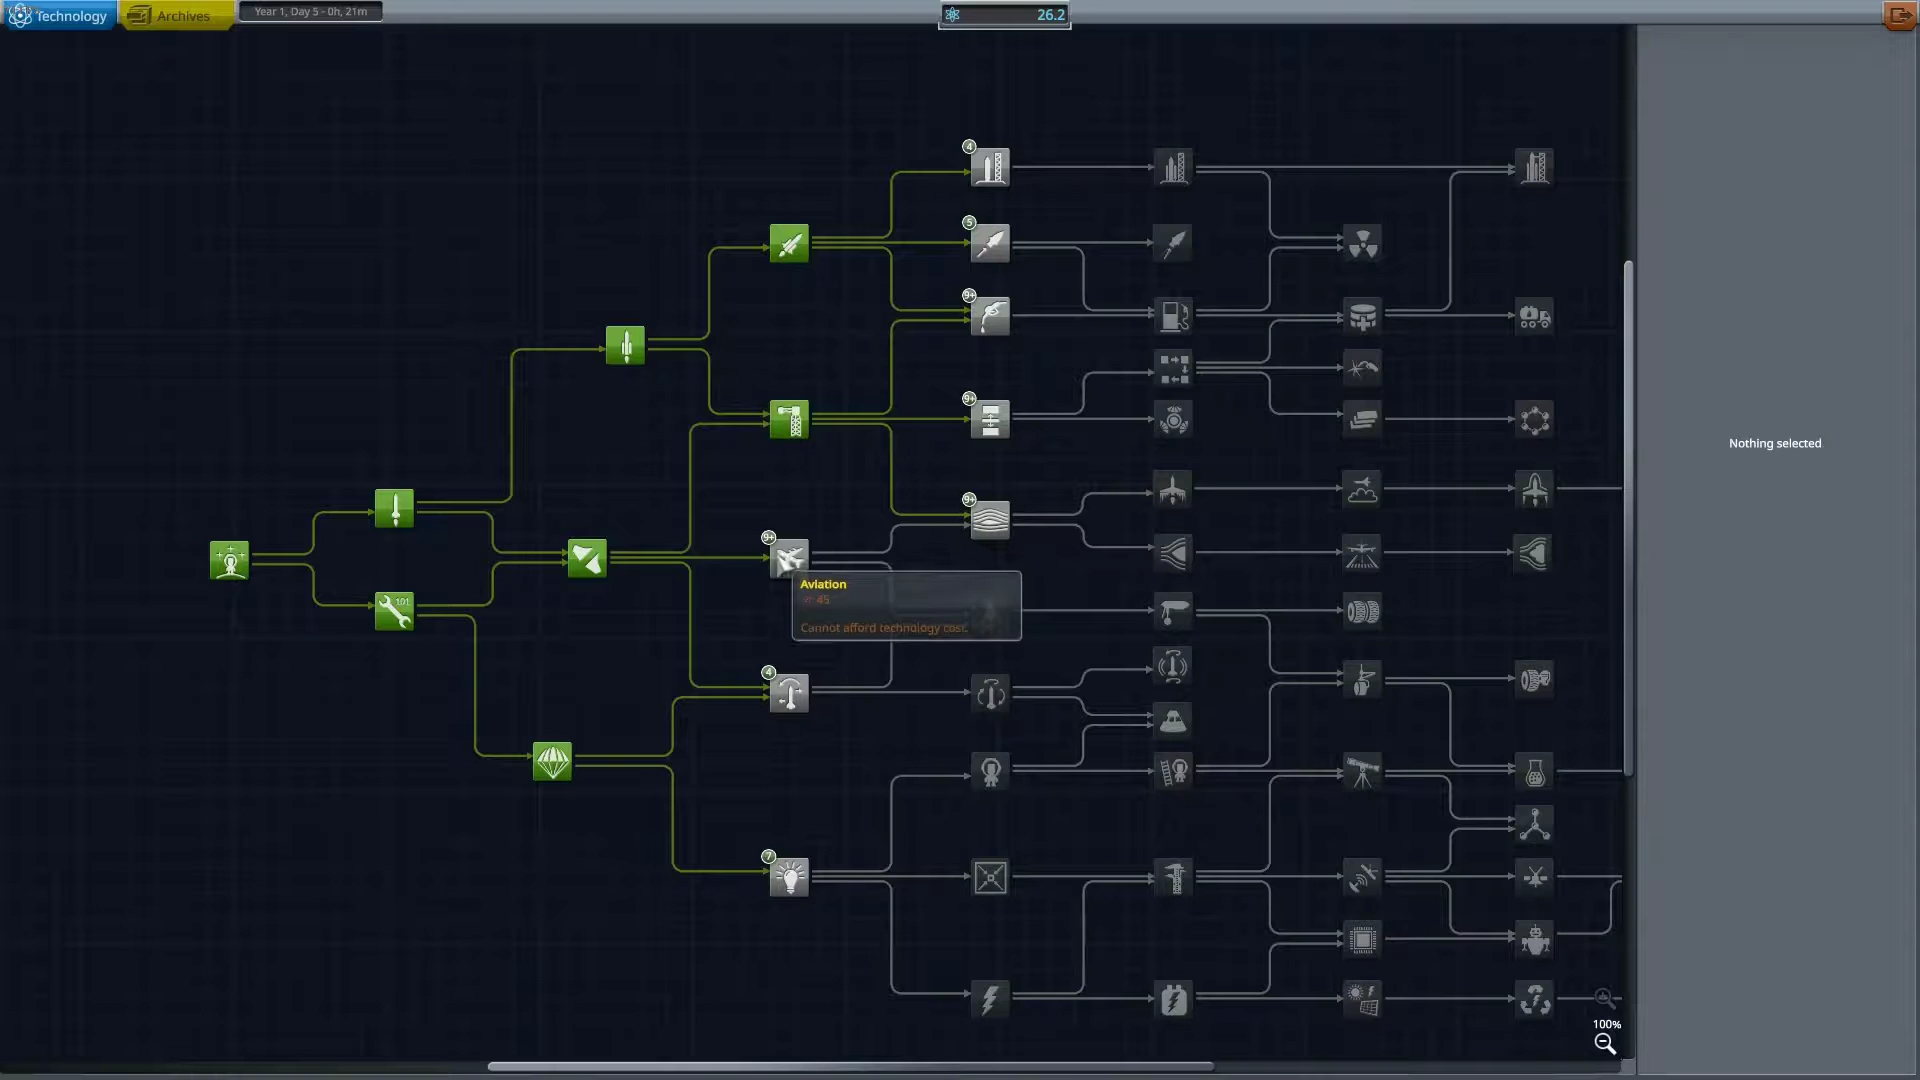 Technology
Archives
Year 1, Day 5 - 0h, 21m
26.2
4
5
9+
9+
Nothing selected
9+
9+
Aviation
45
Cannot afford technology cost.
101
4
7
100%